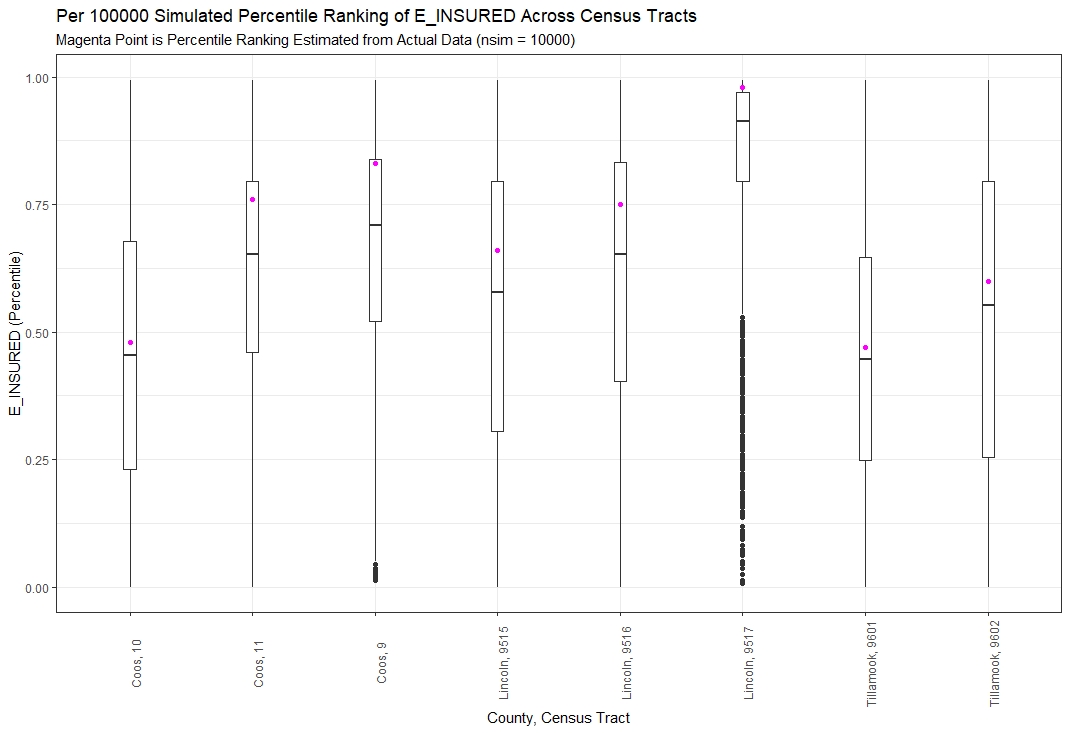 Per 100000 Simulated Percentile Ranking of E_INSURED Across Census Tracts
Magenta Point is Percentile Ranking Estimated from Actual Data (nsim = 10000)
E_INSURED (Percentile)
1.00
0.75
0.50
0.25
0.00
Coos, 10
Coos, 11
Coos, 9
Lincoln, 9515
Lincoln, 9516
Lincoln, 9517
Tillamook, 9601
Tillamook, 9602
County, Census Tract